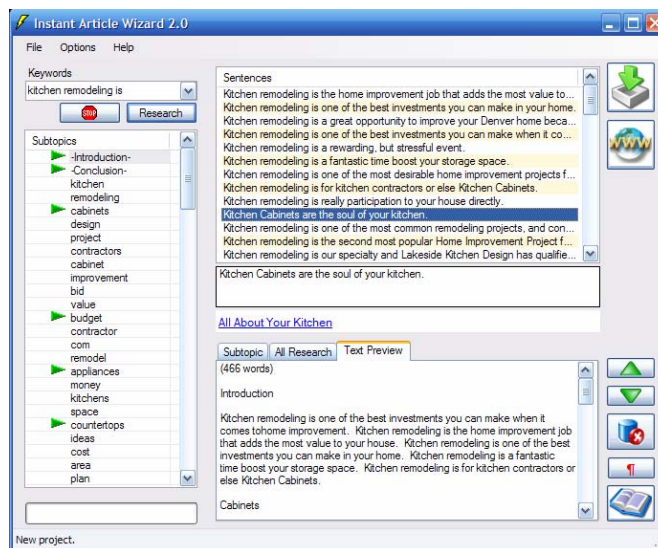 Instant Article Wizard 2.0
File Options Help
Keywords
kitchen remodeling is
STOP Research
Subtopics
-Introduction-
-Conclusion-
kitchen
remodeling
cabinets
design
project
contractors
cabinet
improvement
bid
value
budget
contractor
com
remodel
appliances
money
kitchens
space
countertops
ideas
cost
area
plan
Sentences
Kitchen remodeling is the home improvement job that adds the most value to...
Kitchen remodeling is one of the best investments you can make in your home.
Kitchen remodeling is a great opportunity to improve your Denver home beca...
Kitchen remodeling is one of the best investments you can make when it co...
Kitchen remodeling is a rewarding, but stressful event.
Kitchen remodeling is a fantastic time boost your storage space.
Kitchen remodeling is one of the most desirable home improvement projects f...
Kitchen remodeling is for kitchen contractors or else Kitchen Cabinets.
Kitchen remodeling is really participation to your house directly.
Kitchen Cabinets are the soul of your kitchen.
Kitchen remodeling is one of the most common remodeling projects, and con...
Kitchen remodeling is the second most popular Home Improvement Project f...
Kitchen remodeling is our specialty and Lakeside Kitchen Design has qualifie...
Kitchen Cabinets are the soul of your kitchen.
All About Your Kitchen
Subtopic All Research Text Preview
(466 words)
Introduction
Kitchen remodeling is one of the best investments you can make when it
comes tohome improvement. Kitchen remodeling is the home improvement job
that adds the most value to your house. Kitchen remodeling is one of the best
investments you can make in your home. Kitchen remodeling is a fantastic
time boost your storage space. Kitchen remodeling is for kitchen contractors or
else Kitchen Cabinets.
Cabinets
www
¶
New project.